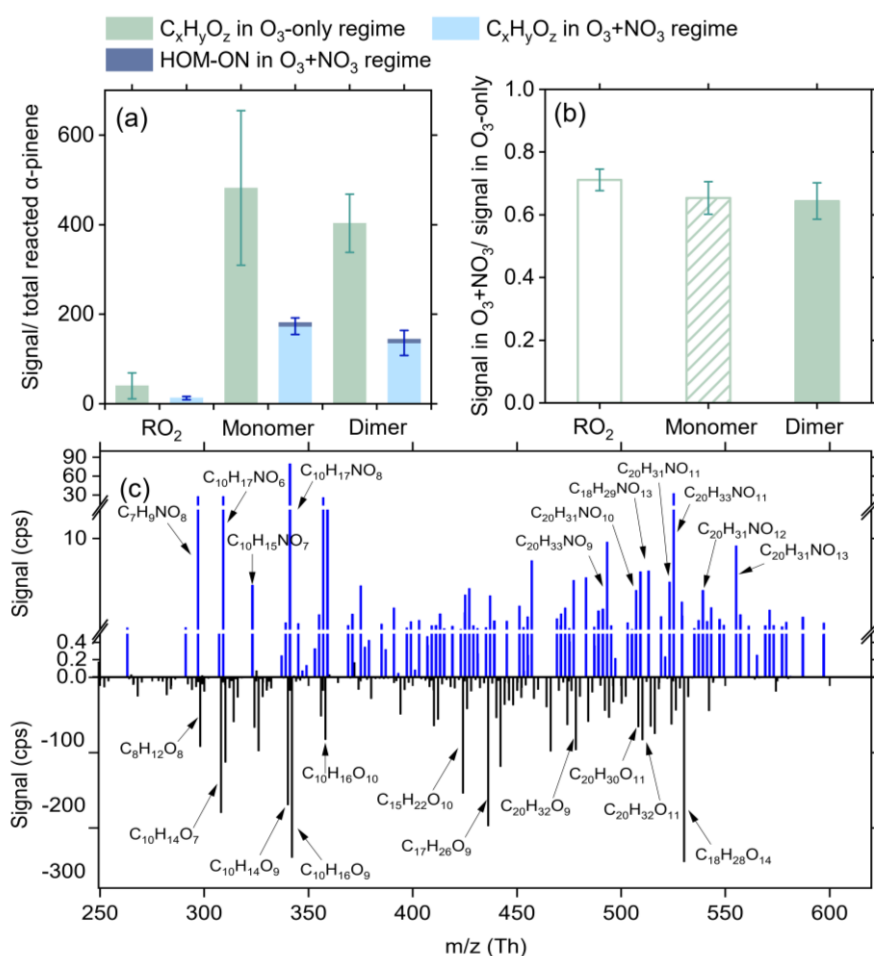 CₓHᵧO_z in O₃-only regime
CₓHᵧO_z in O₃+NO₃ regime
HOM-ON in O₃+NO₃ regime
(a)
Signal/ total reacted α-pinene
600
400
200
0
RO₂ Monomer Dimer
(b)
Signal in O₃+NO₃/ signal in O₃-only
1.0
0.8
0.6
0.4
0.2
0.0
RO₂ Monomer Dimer
(c)
Signal (cps)
90
60
30
10
0.4
0.2
0.0
C₇H₉NO₈
C₁₀H₁₇NO₆
C₁₀H₁₅NO₇
C₁₀H₁₇NO₈
C₂₀H₃₁NO₁₁
C₁₈H₂₉NO₁₃
C₂₀H₃₁NO₁₀
C₂₀H₃₃NO₉
C₂₀H₃₃NO₁₁
C₂₀H₃₁NO₁₂
C₂₀H₃₁NO₁₃
Signal (cps)
-100
-200
-300
C₈H₁₂O₈
C₁₀H₁₄O₇
C₁₀H₁₄O₉
C₁₀H₁₆O₉
C₁₀H₁₆O₁₀
C₁₅H₂₂O₁₀
C₁₇H₂₆O₉
C₂₀H₃₂O₉
C₂₀H₃₀O₁₁
C₂₀H₃₂O₁₁
C₁₈H₂₈O₁₄
250 300 350 400 450 500 550 600
m/z (Th)